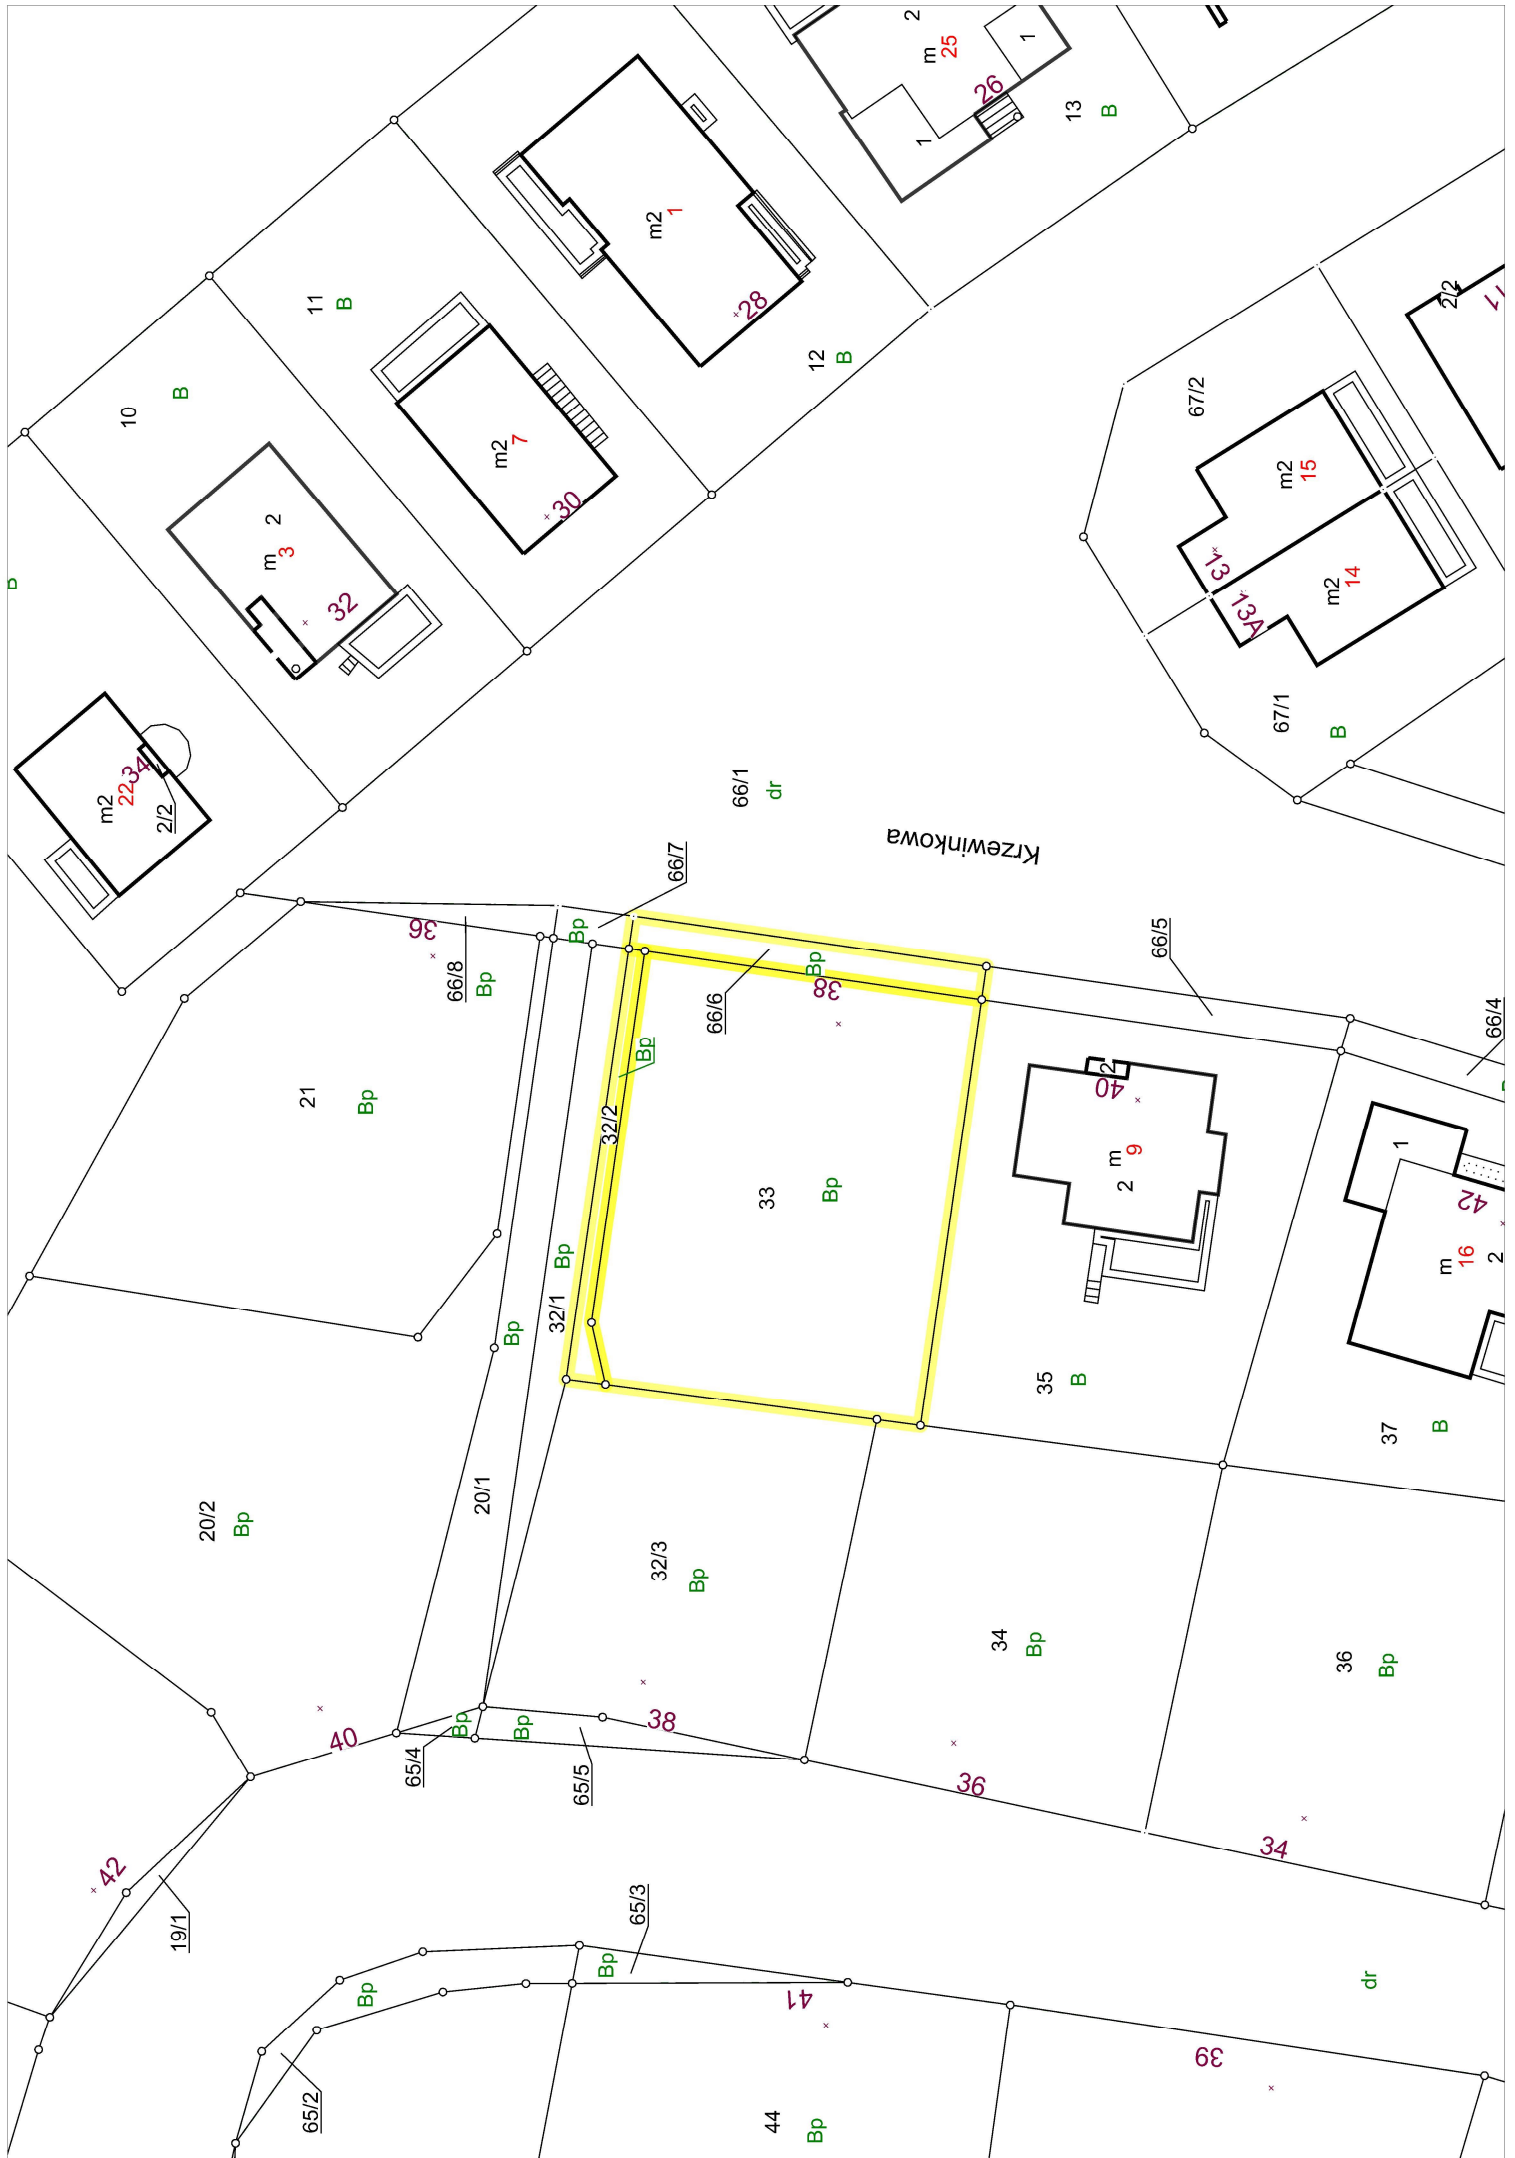 2
m
25
1
26
1
13
B
m2
1
28
12
B
11
B
m2
7
30
10
B
m
2
3
32
m2
22
34
2/2
67/2
m2
15
13
2/2
11
m2
14
13A
67/1
B
66/1
dr
Krzewinkowa
66/7
36
66/8
Bp
Bp
Bp
38
66/6
66/5
66/4
21
Bp
Bp
32/2
33
Bp
2
40
m
9
2
1
42
m
16
2
Bp
32/1
Bp
35
B
37
B
20/2
Bp
20/1
32/3
Bp
34
Bp
36
Bp
40
Bp
65/4
Bp
65/5
38
36
34
42
19/1
65/3
Bp
Bp
41
65/2
44
Bp
39
dr